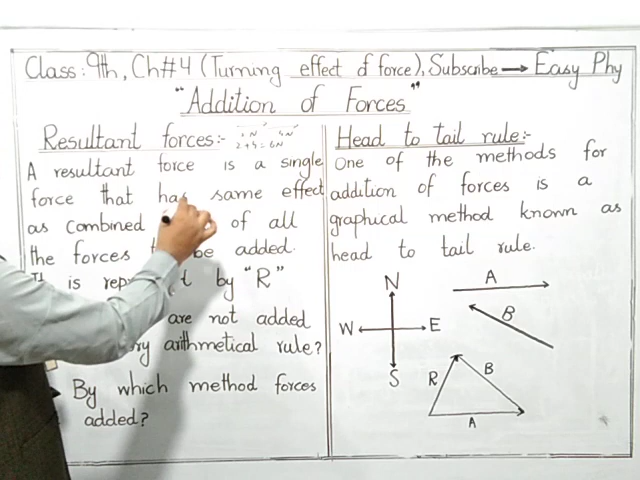 Class: 9th, Ch#4 (Turning effect of force), Subscribe → Easy Phy
"Addition of Forces"
Resultant forces:-
A resultant force is a single
force that has same effect
as combined of all
the forces be added.
is by "R"
are not added
arithmetical rule?
By which method forces
added?
Head to tail rule:-
One of the methods for
addition of forces is a
graphical method known as
head to tail rule.
N
W E
S
A
B
R B
A